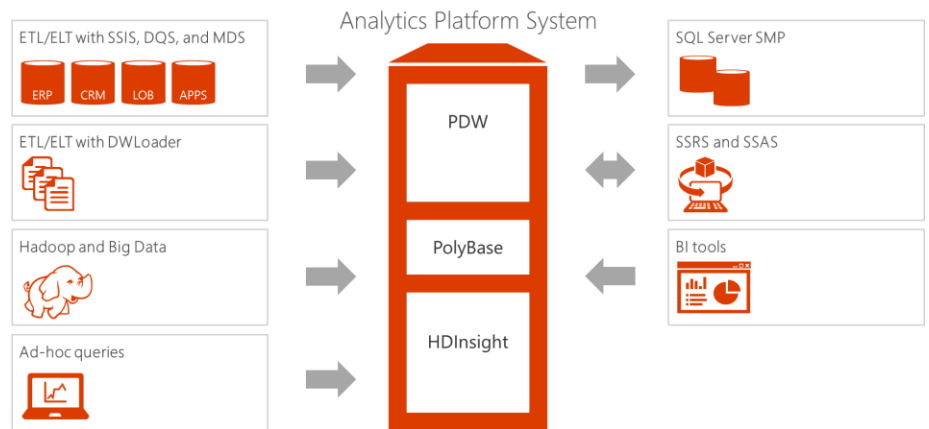 Analytics Platform System
ETL/ELT with SSIS, DQS, and MDS
ERP
CRM
LOB
APPS
ETL/ELT with DWLoader
Hadoop and Big Data
Ad-hoc queries
PDW
PolyBase
HDInsight
SQL Server SMP
SSRS and SSAS
BI tools